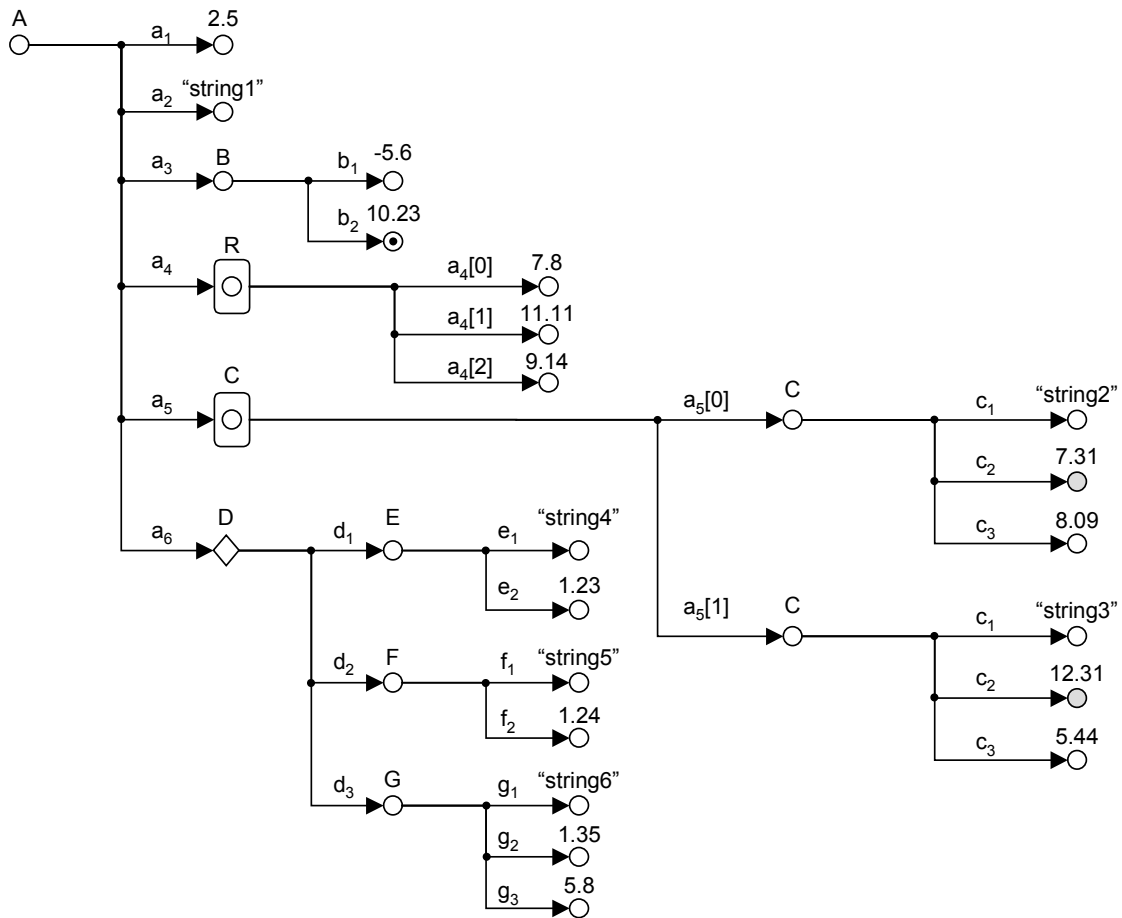 A
a₁ 2.5
a₂ “string1”
a₃ B b₁ -5.6
b₂ 10.23
a₄ R a₄[0] 7.8
a₄[1] 11.11
a₄[2] 9.14
a₅ C a₅[0] C c₁ “string2”
c₂ 7.31
c₃ 8.09
a₆ D d₁ E e₁ “string4”
e₂ 1.23
a₅[1] C c₁ “string3”
d₂ F f₁ “string5”
c₂ 12.31
f₂ 1.24
c₃ 5.44
d₃ G g₁ “string6”
g₂ 1.35
g₃ 5.8